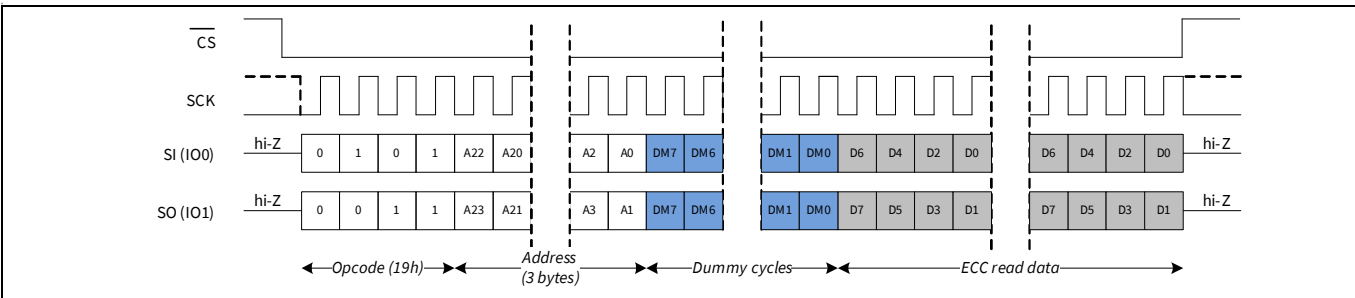 CS
SCK
SI (IO0) hi-Z 0 1 0 1 A22 A20 A2 A0 DM7 DM6 DM1 DM0 D6 D4 D2 D0 D6 D4 D2 D0 hi-Z
SO (IO1) hi-Z 0 0 1 1 A23 A21 A3 A1 DM7 DM6 DM1 DM0 D7 D5 D3 D1 D7 D5 D3 D1 hi-Z
Opcode (19h) Address Dummy cycles ECC read data
(3 bytes)